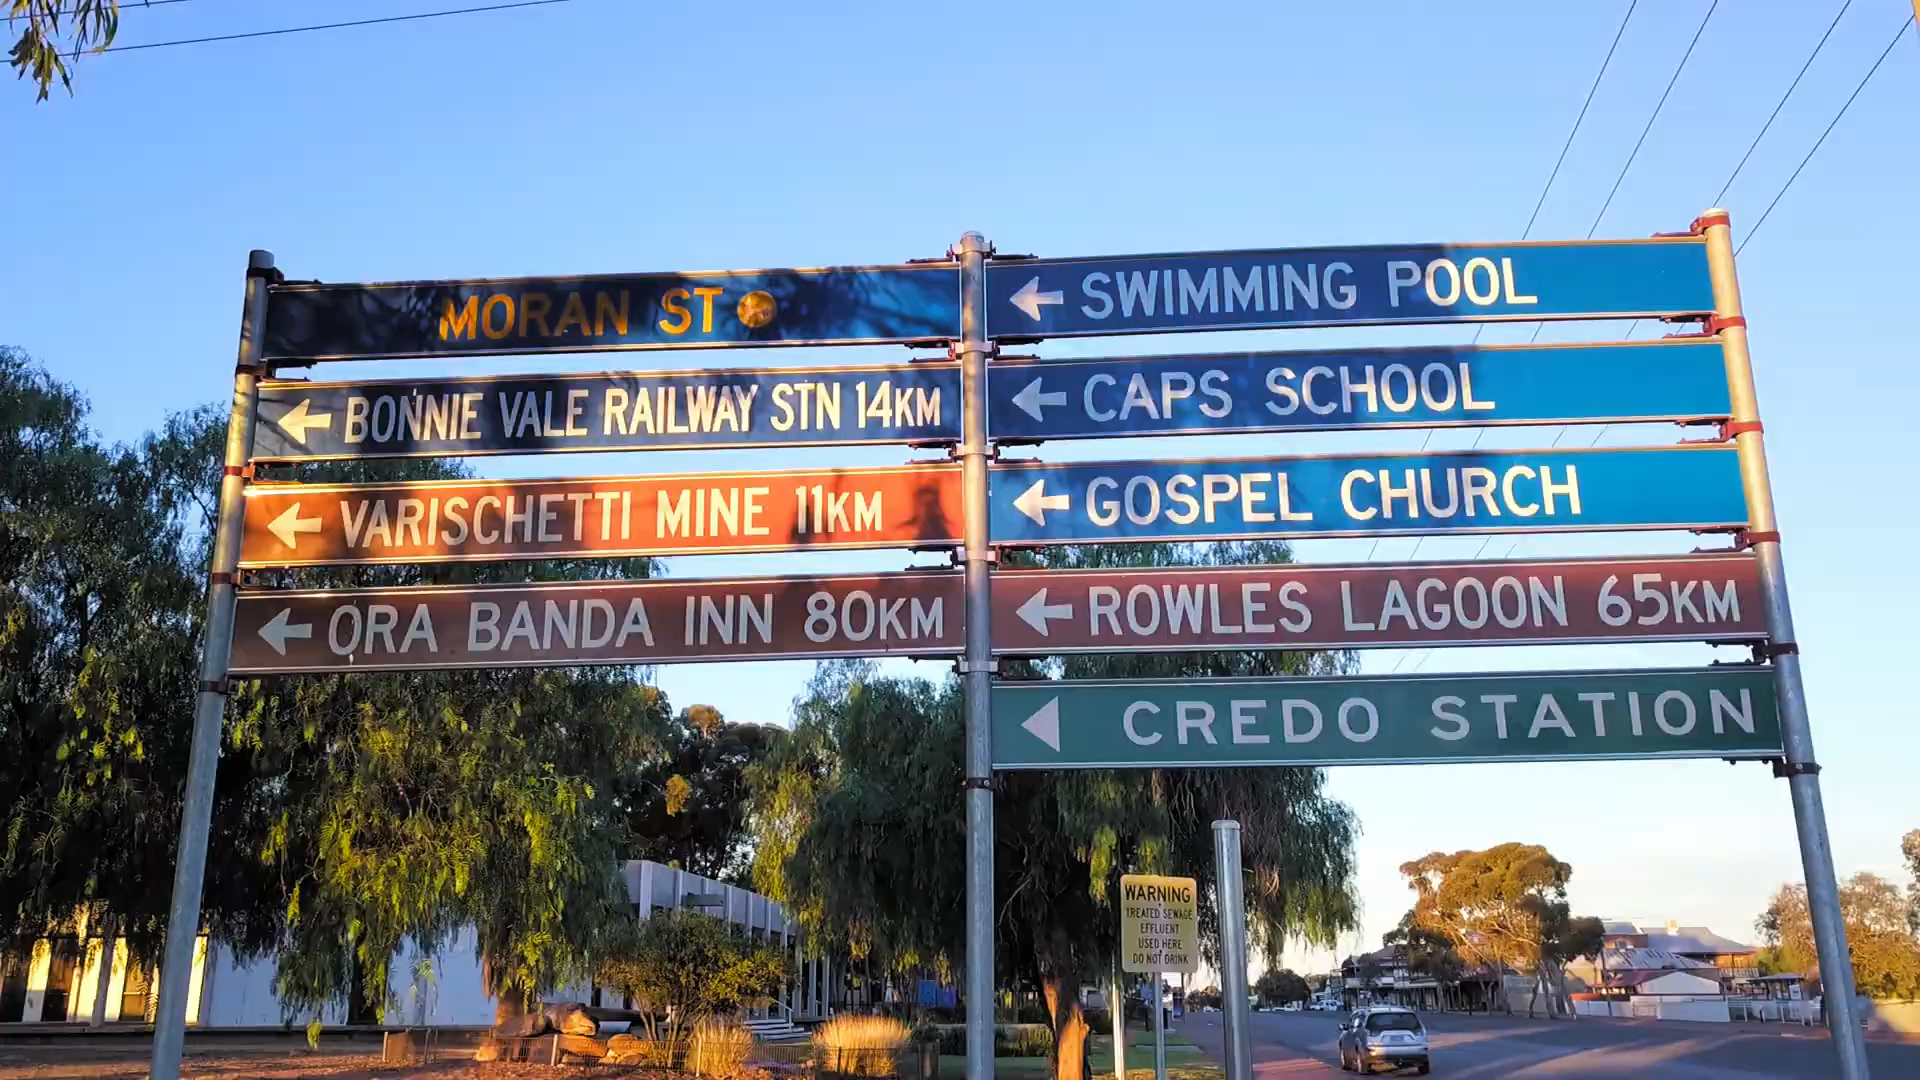 MORAN ST
BONNIE VALE RAILWAY STN 14KM
VARISCHETTI MINE 11KM
ORA BANDA INN 80KM
SWIMMING POOL
CAPS SCHOOL
GOSPEL CHURCH
ROWLES LAGOON 65KM
CREDO STATION
WARNING
TREATED SEWAGE
EFFLUENT
USED HERE
DO NOT DRINK